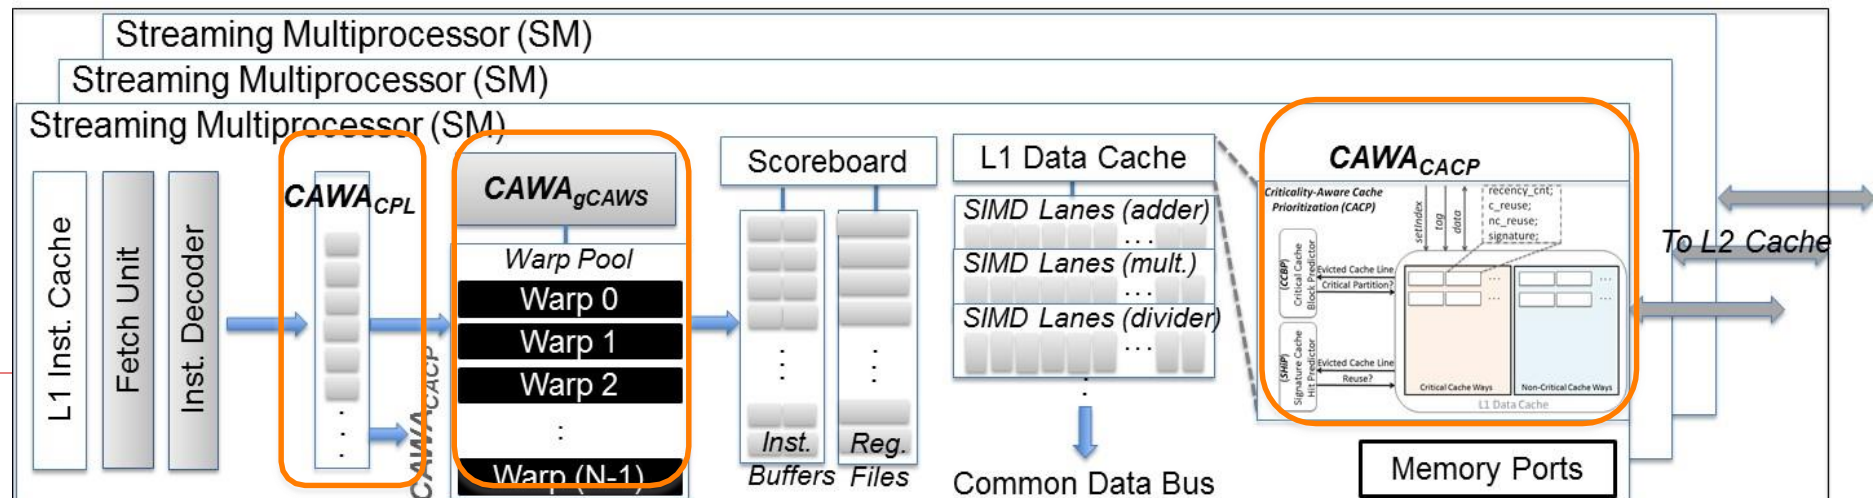 Streaming Multiprocessor (SM)
Streaming Multiprocessor (SM)
Streaming Multiprocessor (SM)
L1 Inst. Cache
Fetch Unit
Inst. Decoder
CAWACPL
CAWACACP
CAWAgCAWS
Warp Pool
Warp 0
Warp 1
Warp 2
:
Warp (N-1)
Scoreboard
Inst.
Buffers
Reg.
Files
L1 Data Cache
SIMD Lanes (adder)
...
SIMD Lanes (mult.)
...
SIMD Lanes (divider)
...
Common Data Bus
CAWACACP
Criticality-Aware Cache
Prioritization (CACP)
setIndex
tag
data
recency_cnt;
c_reuse;
nc_reuse;
signature;
(CCBP)
Critical Cache
Block Predictor
Evicted Cache Line
Critical Partition?
(SHiP)
Signature Cache
Hit Predictor
Evicted Cache Line
Reuse?
...
...
...
...
Critical Cache Ways
Non-Critical Cache Ways
L1 Data Cache
Memory Ports
To L2 Cache